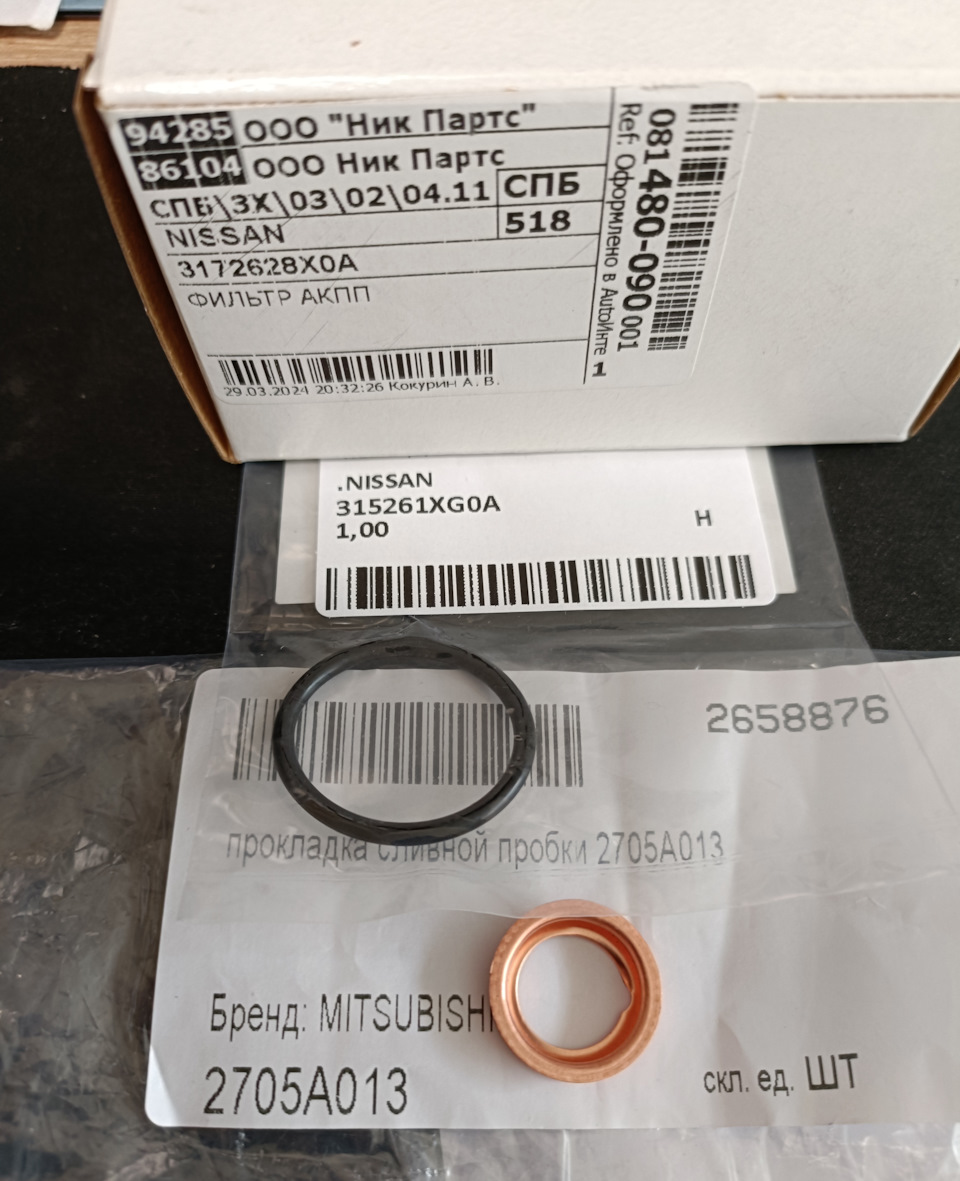 94285 ООО "Ник Партс"
86104 ООО Ник Партс
СПБ\ЗХ\03\02\04.11 СПБ
NISSAN 518
3172628X0A
ФИЛЬТР АКПП
29.03.2024 20:32:26 Кокурин А. В.
081480-090 001
Ref: Оформлено в AutoИнте 1
.NISSAN
315261XG0A
1,00 Н
2658876
прокладка сливной пробки 2705A013
Бренд: MITSUBISHI
2705A013 скл. ед. ШТ